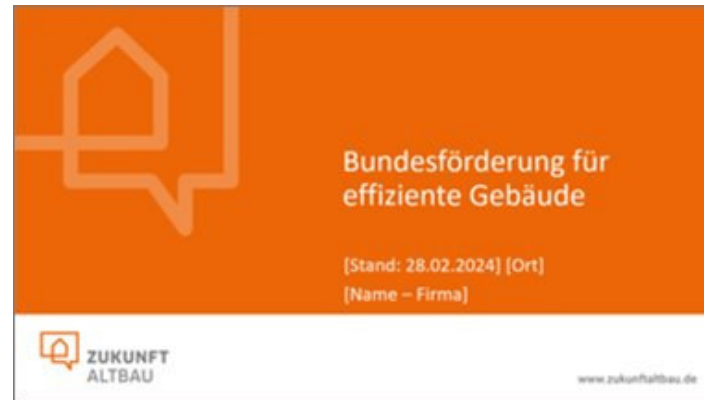 Bundesförderung für
effiziente Gebäude
[Stand: 28.02.2024] [Ort]
[Name – Firma]
ZUKUNFT
ALTBAU
www.zukunftaltbau.de